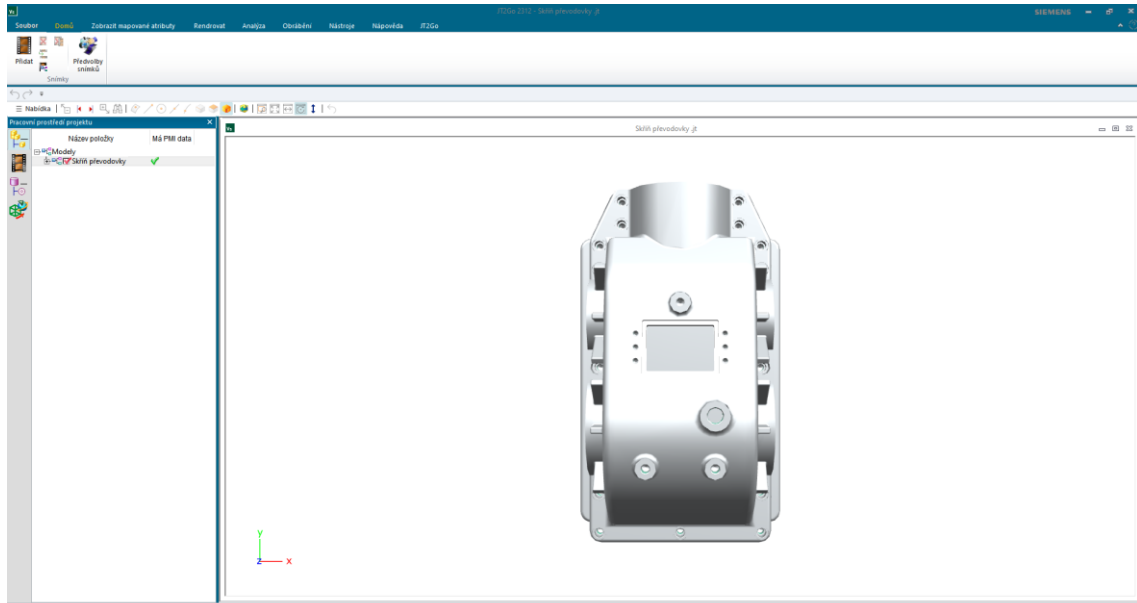 JT2Go 2312 - Skříň převodovky .jt
SIEMENS
Soubor Domů Zobrazit mapované atributy Rendrovat Analýza Obrábění Nástroje Nápověda JT2Go
Přidat
Předvolby snímků
Snímky
Nabídka
Pracovní prostředí projektu
Název položky Má PMI data
Modely
Skříň převodovky
Skříň převodovky .jt
y
z x